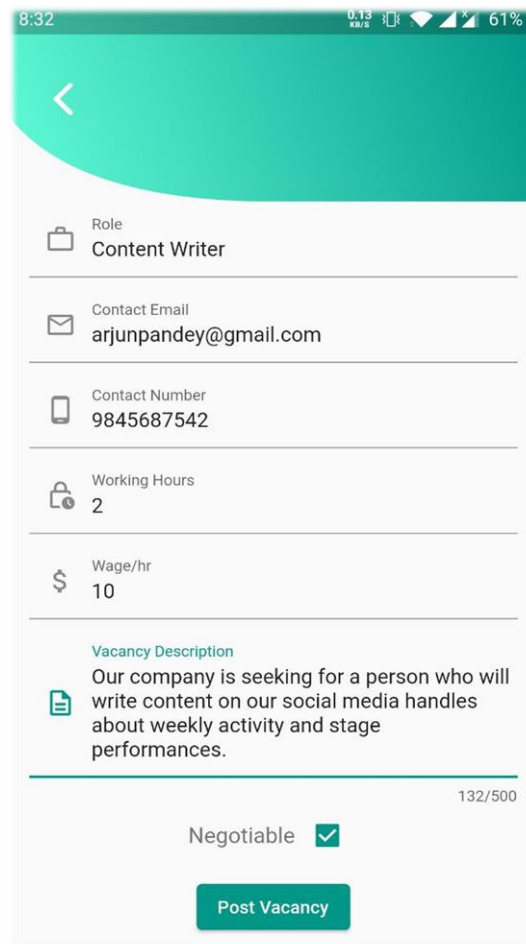 8:32 0.13 KB/S x 61%
Role
Content Writer
Contact Email
arjunpandey@gmail.com
Contact Number
9845687542
Working Hours
2
$ Wage/hr
10
Vacancy Description
Our company is seeking for a person who will
write content on our social media handles
about weekly activity and stage
performances.
132/500
Negotiable
Post Vacancy